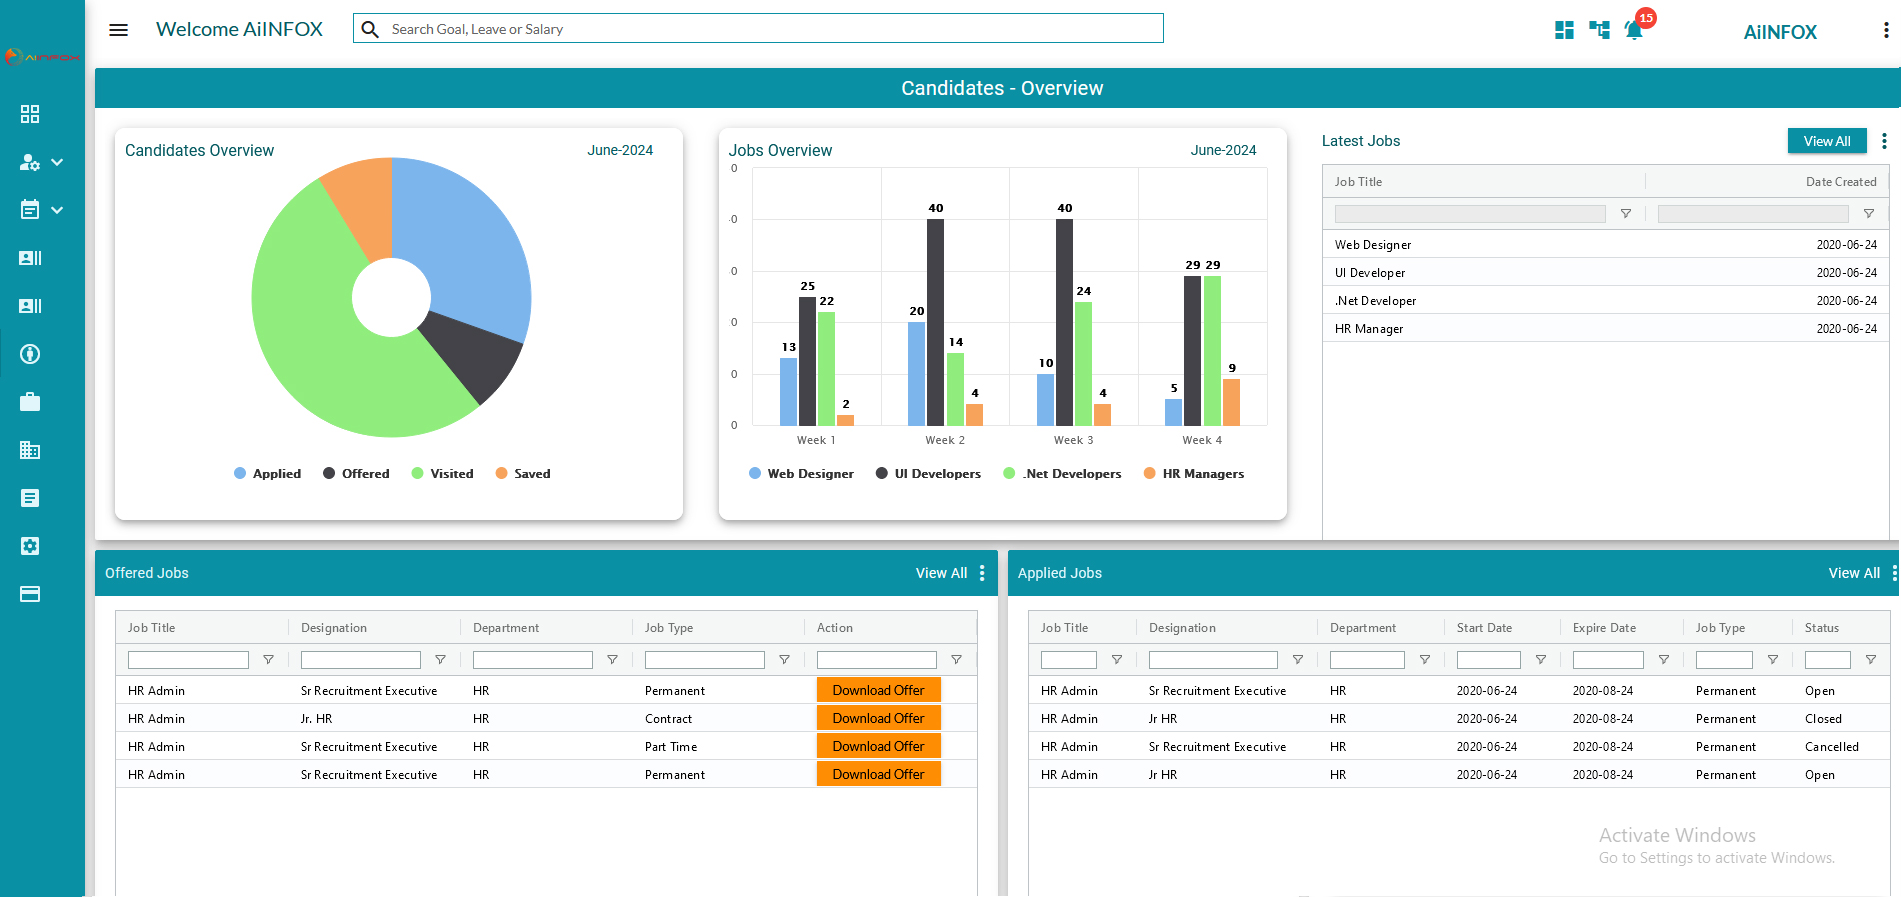 Welcome AiINFOX
Search Goal, Leave or Salary
15
AiINFOX
AiINFOX
Candidates - Overview
Candidates Overview
June-2024
Applied
Offered
Visited
Saved
Jobs Overview
June-2024
0
0
0
0
0
0
13
25
22
2
20
40
14
4
10
40
24
4
5
29
29
9
Week 1
Week 2
Week 3
Week 4
Web Designer
UI Developers
.Net Developers
HR Managers
Latest Jobs
View All
Job Title Date Created
Web Designer 2020-06-24
UI Developer 2020-06-24
.Net Developer 2020-06-24
HR Manager 2020-06-24
Offered Jobs
View All
Job Title Designation Department Job Type Action
HR Admin Sr Recruitment Executive HR Permanent Download Offer
HR Admin Jr. HR HR Contract Download Offer
HR Admin Sr Recruitment Executive HR Part Time Download Offer
HR Admin Sr Recruitment Executive HR Permanent Download Offer
Applied Jobs
View All
Job Title Designation Department Start Date Expire Date Job Type Status
HR Admin Sr Recruitment Executive HR 2020-06-24 2020-08-24 Permanent Open
HR Admin Jr HR HR 2020-06-24 2020-08-24 Permanent Closed
HR Admin Sr Recruitment Executive HR 2020-06-24 2020-08-24 Permanent Cancelled
HR Admin Jr HR HR 2020-06-24 2020-08-24 Permanent Open
Activate Windows
Go to Settings to activate Windows.